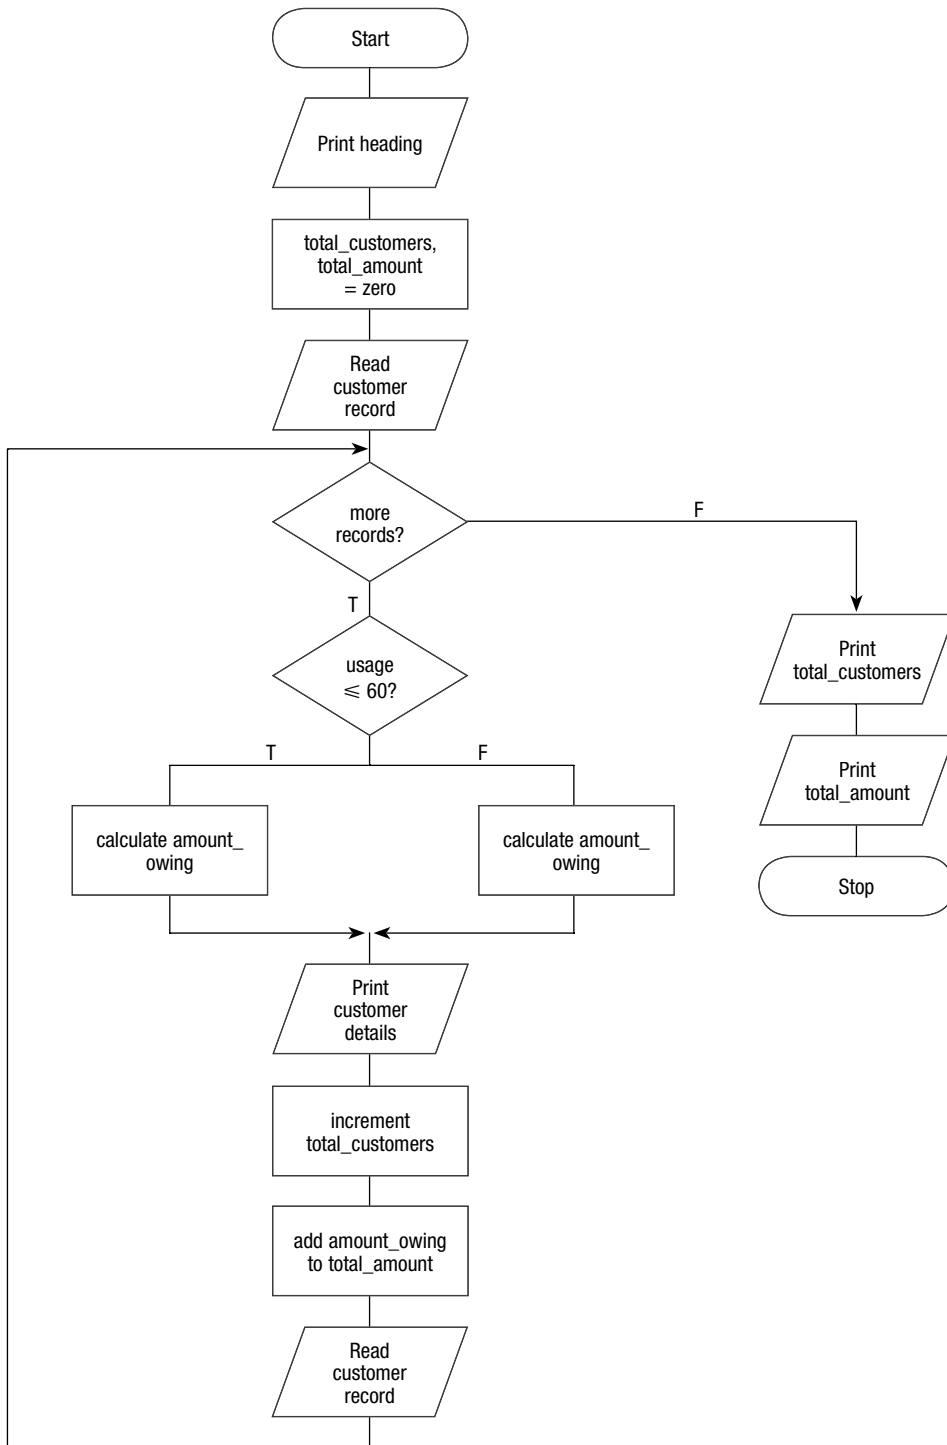 Start
Print heading
total_customers,
total_amount
= zero
Read
customer
record
more
records?
F
T
usage
⩽ 60?
T
F
calculate amount_
owing
calculate amount_
owing
Print
customer
details
increment
total_customers
add amount_owing
to total_amount
Read
customer
record
Print
total_customers
Print
total_amount
Stop